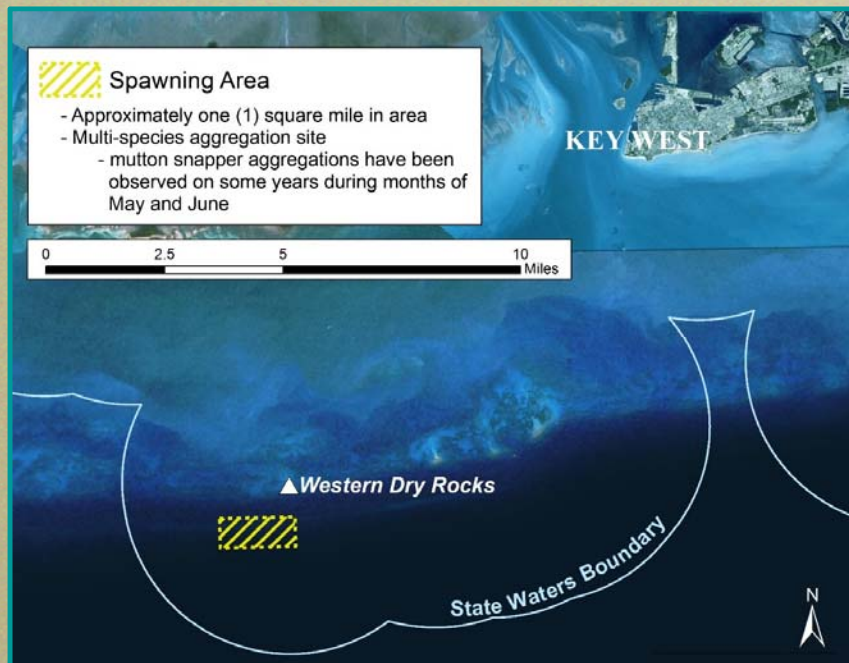 Spawning Area
- Approximately one (1) square mile in area
- Multi-species aggregation site
- mutton snapper aggregations have been
observed on some years during months of
May and June
KEY WEST
0 2.5 5 10
Miles
Western Dry Rocks
State Waters Boundary
N